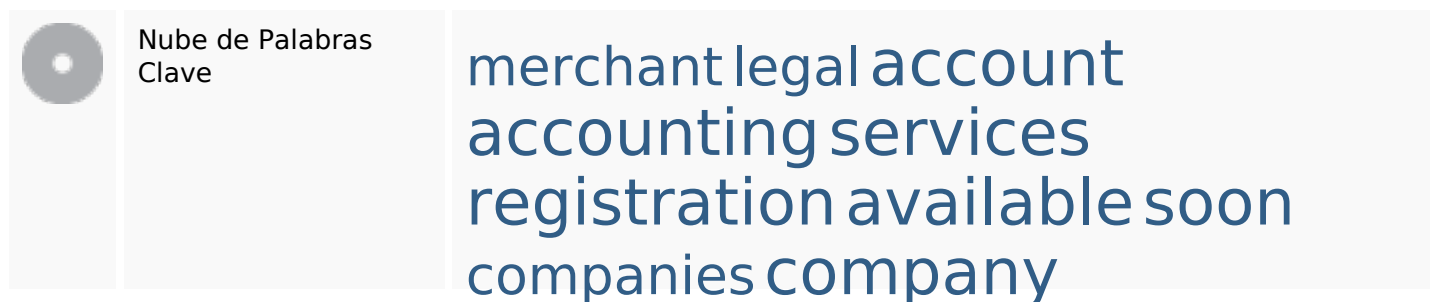 Nube de Palabras
Clave
merchant legal account
accounting services
registration available soon
companies company